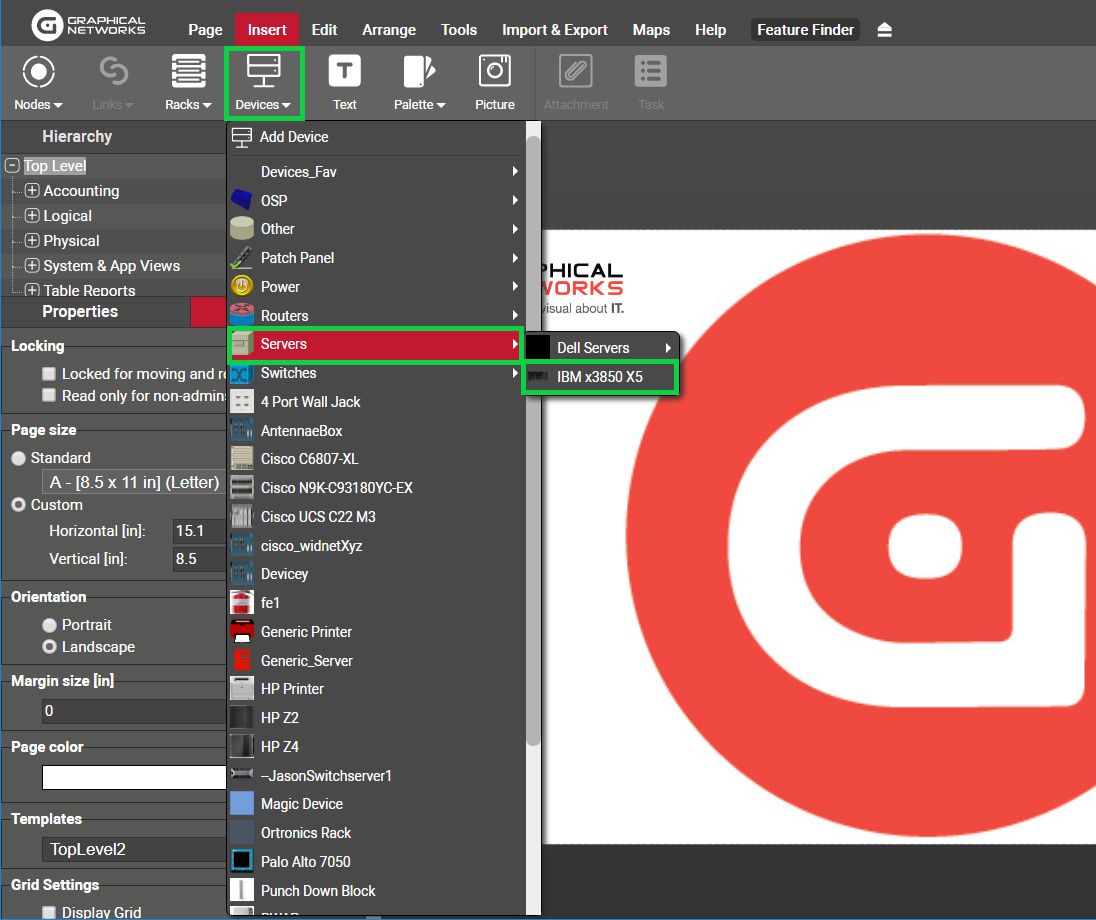 GRAPHICAL
NETWORKS
Page Insert Edit Arrange Tools Import & Export Maps Help Feature Finder
Nodes Links Racks Devices Text Palette Picture Attachment Task
Hierarchy
Top Level
Accounting
Logical
Physical
System & App Views
Table Reports
Properties
Locking
Locked for moving and re
Read only for non-admin
Page size
Standard
A - [8.5 x 11 in] (Letter)
Custom
Horizontal [in]: 15.1
Vertical [in]: 8.5
Orientation
Portrait
Landscape
Margin size [in]
0
Page color
Templates
TopLevel2
Grid Settings
Display Grid
Add Device
Devices_Fav
OSP
Other
Patch Panel
Power
Routers
Servers
Switches
4 Port Wall Jack
AntennaeBox
Cisco C6807-XL
Cisco N9K-C93180YC-EX
Cisco UCS C22 M3
cisco_widnetXyz
Devicey
fe1
Generic Printer
Generic_Server
HP Printer
HP Z2
HP Z4
--JasonSwitchserver1
Magic Device
Ortronics Rack
Palo Alto 7050
Punch Down Block
Dell Servers
IBM x3850 X5
PHICAL
WORKS
visual about IT.